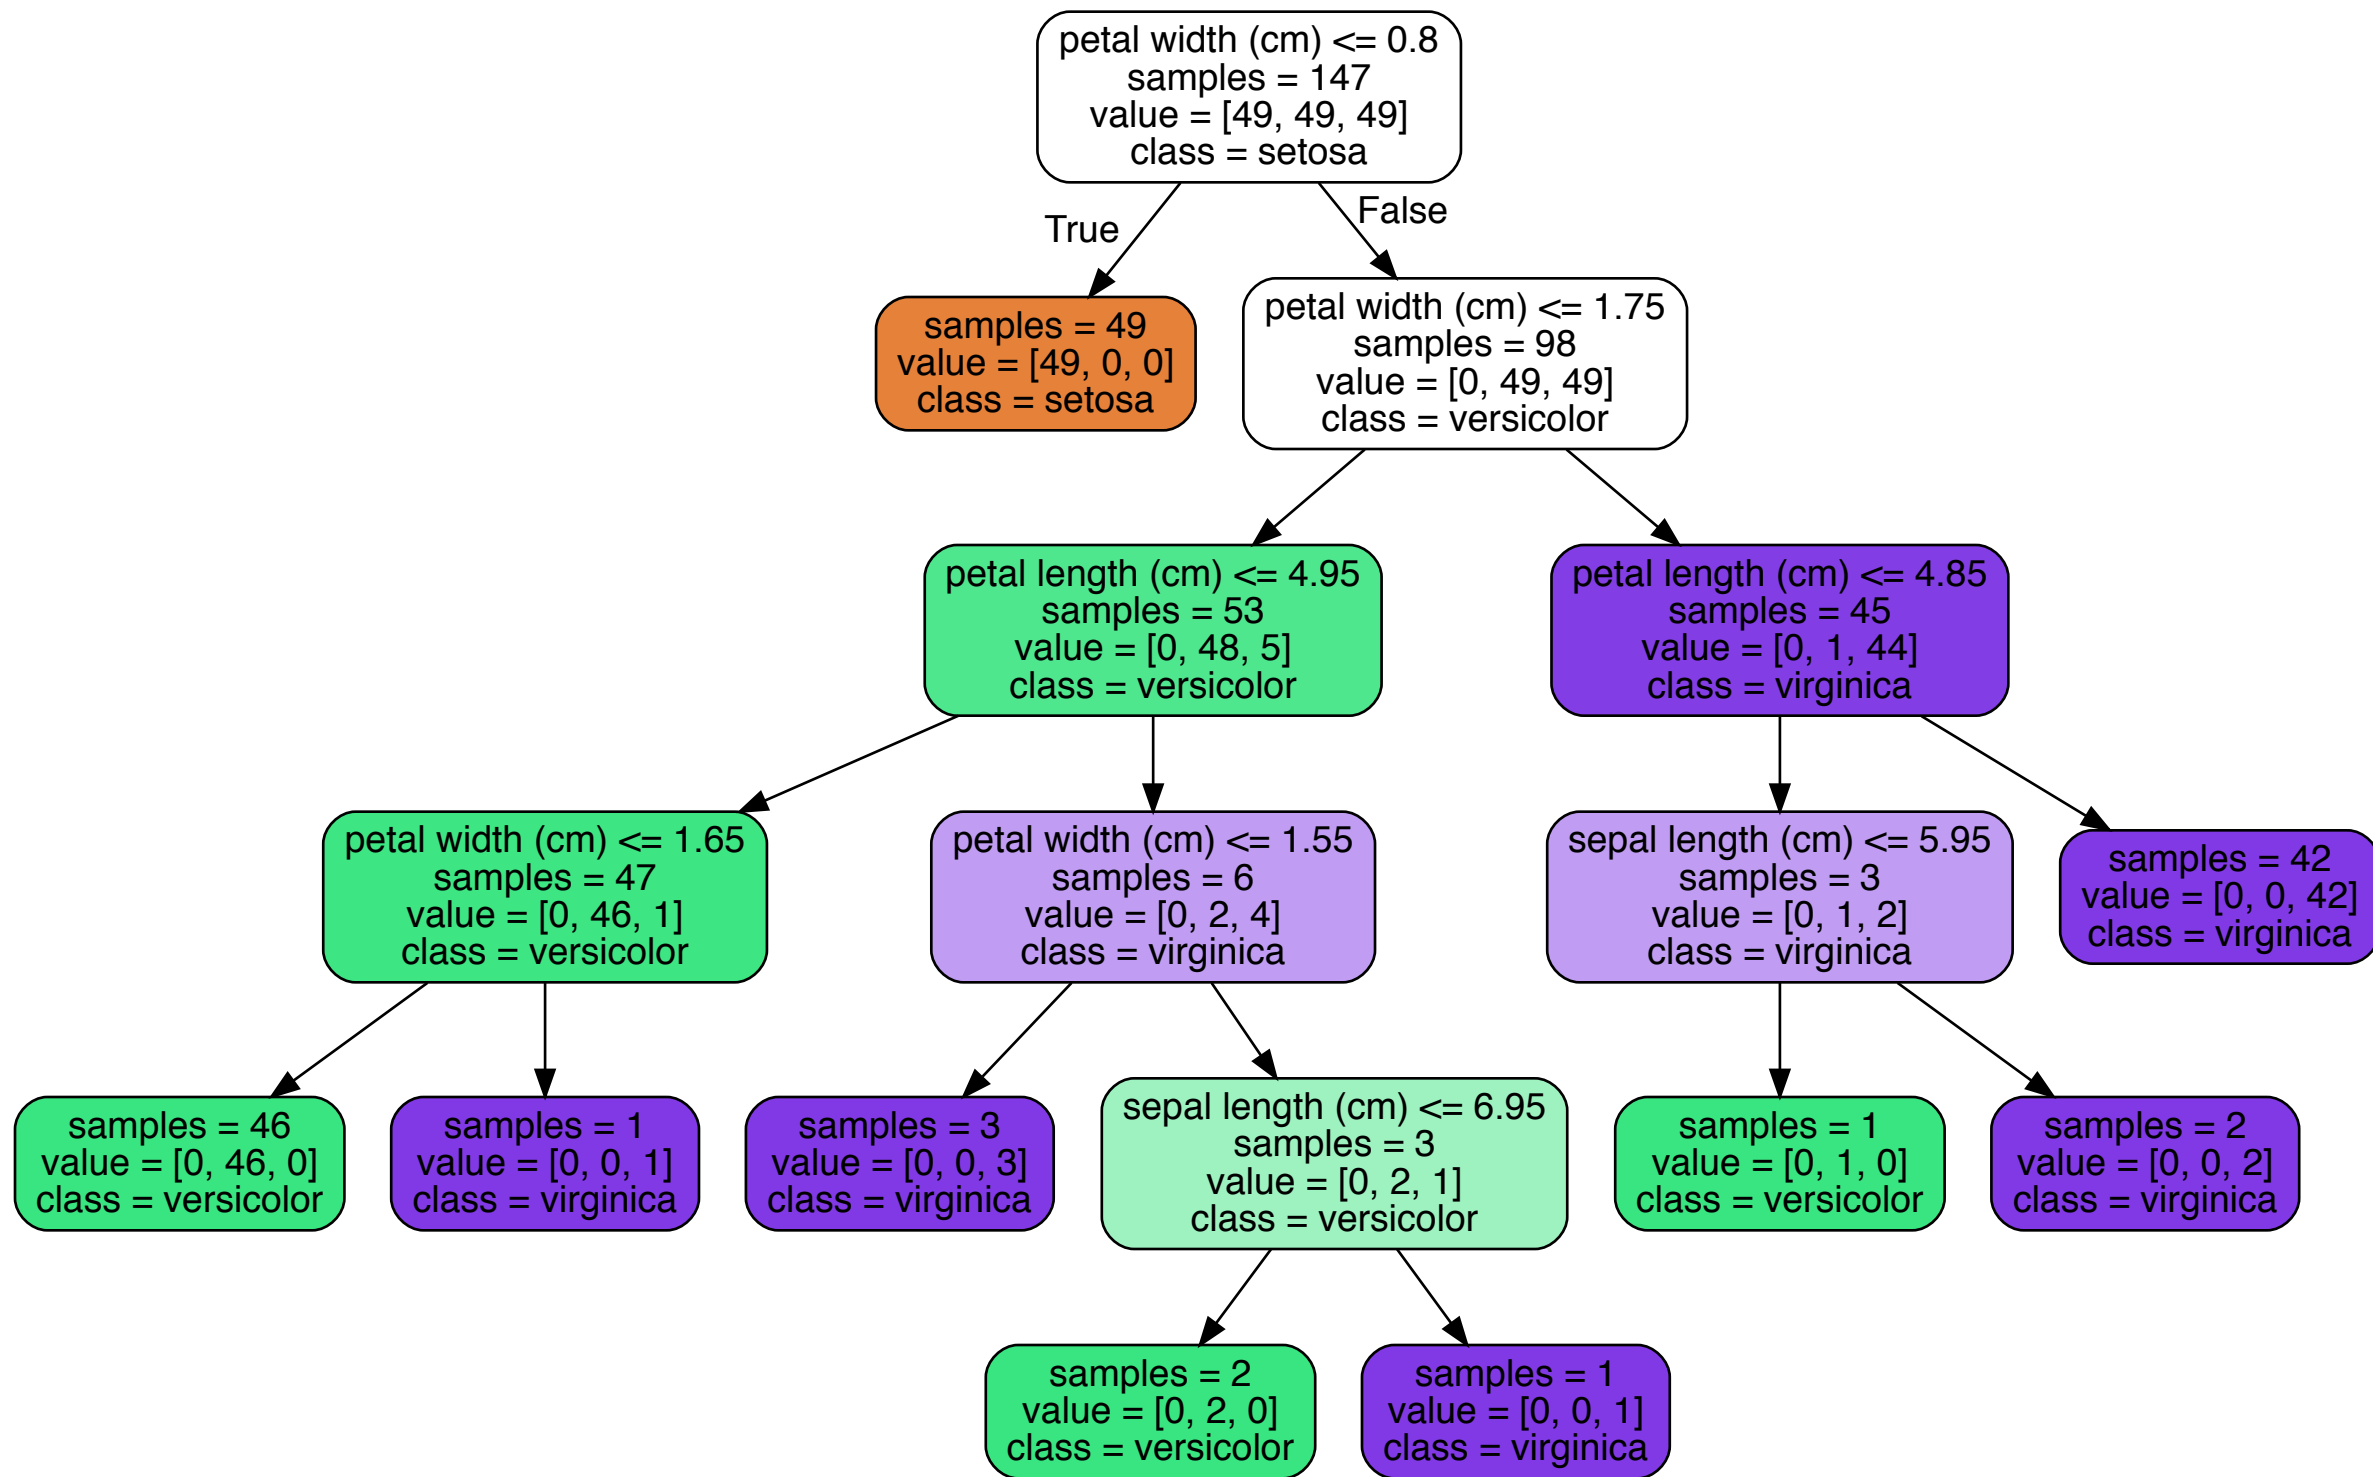 petal width (cm) <= 0.8
samples = 147
value = [49, 49, 49]
class = setosa
True
False
samples = 49
value = [49, 0, 0]
class = setosa
petal width (cm) <= 1.75
samples = 98
value = [0, 49, 49]
class = versicolor
petal length (cm) <= 4.95
samples = 53
value = [0, 48, 5]
class = versicolor
petal length (cm) <= 4.85
samples = 45
value = [0, 1, 44]
class = virginica
petal width (cm) <= 1.65
samples = 47
value = [0, 46, 1]
class = versicolor
petal width (cm) <= 1.55
samples = 6
value = [0, 2, 4]
class = virginica
sepal length (cm) <= 5.95
samples = 3
value = [0, 1, 2]
class = virginica
samples = 42
value = [0, 0, 42]
class = virginica
samples = 46
value = [0, 46, 0]
class = versicolor
samples = 1
value = [0, 0, 1]
class = virginica
samples = 3
value = [0, 0, 3]
class = virginica
sepal length (cm) <= 6.95
samples = 3
value = [0, 2, 1]
class = versicolor
samples = 1
value = [0, 1, 0]
class = versicolor
samples = 2
value = [0, 0, 2]
class = virginica
samples = 2
value = [0, 2, 0]
class = versicolor
samples = 1
value = [0, 0, 1]
class = virginica